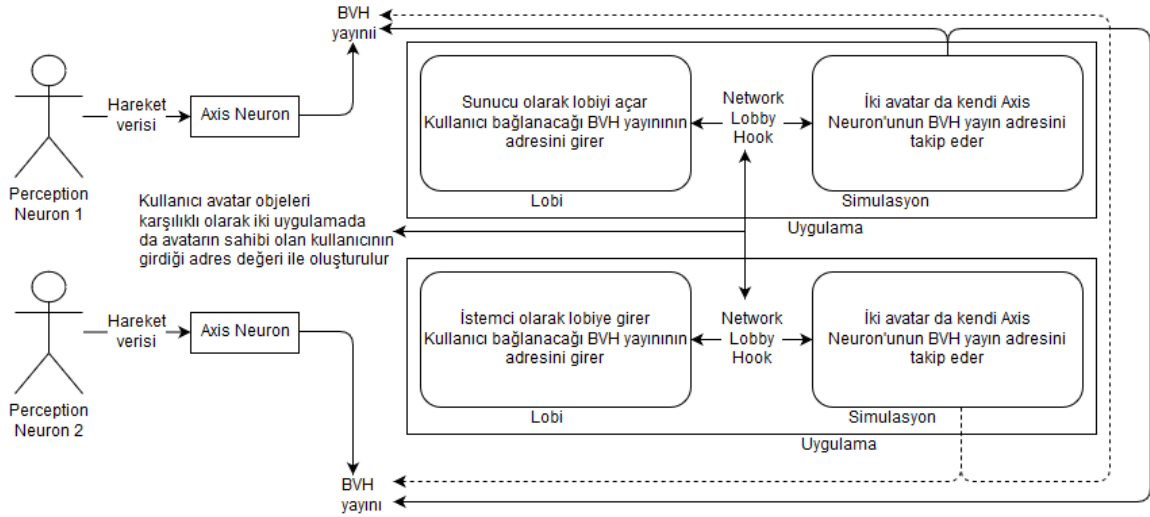 BVH
yayınıi
Hareket
verisi
Axis Neuron
Perception
Neuron 1
Sunucu olarak lobiyi açar
Kullanıcı bağlanacağı BVH yayınının
adresini girer
Lobi
Network
Lobby
Hook
İki avatar da kendi Axis
Neuron'unun BVH yayın adresini
takip eder
Simulasyon
Uygulama
Kullanıcı avatar objeleri
karşılıklı olarak iki uygulamada
da avatarın sahibi olan kullanıcının
girdiği adres değeri ile oluşturulur
Hareket
verisi
Axis Neuron
Perception
Neuron 2
İstemci olarak lobiye girer
Kullanıcı bağlanacağı BVH yayınının
adresini girer
Lobi
Network
Lobby
Hook
İki avatar da kendi Axis
Neuron'unun BVH yayın adresini
takip eder
Simulasyon
Uygulama
BVH
yayını